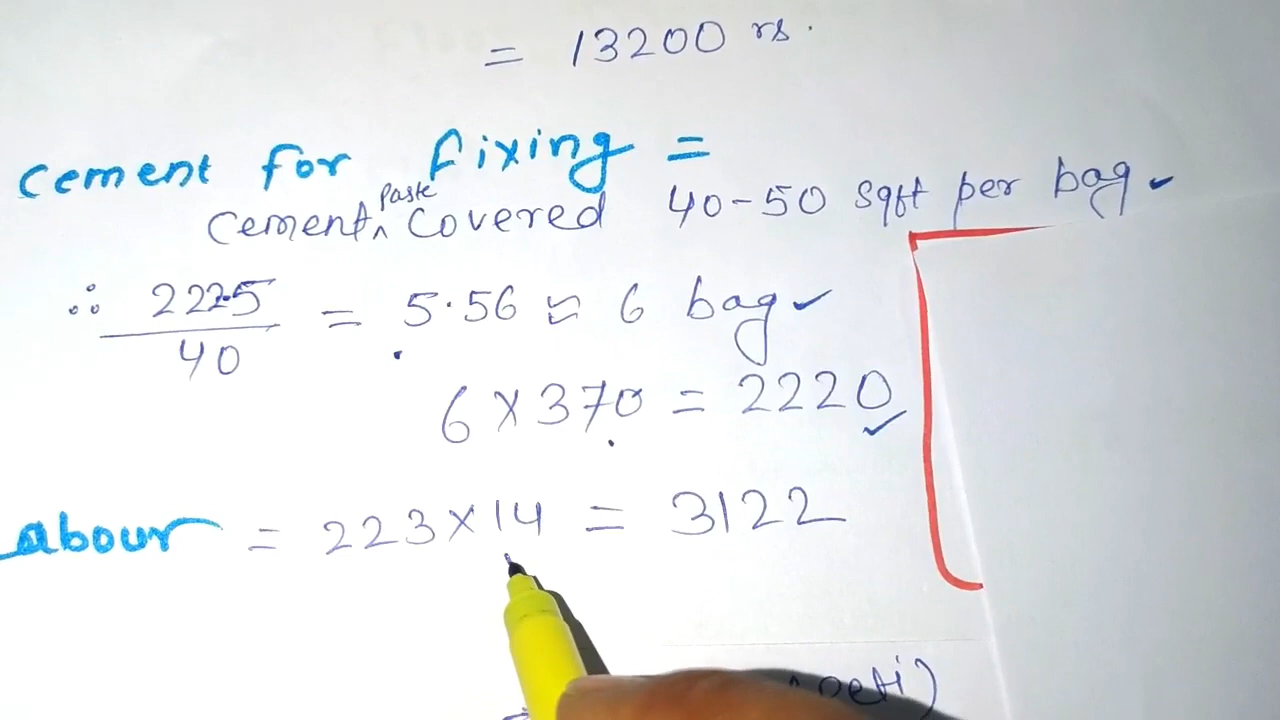 = 13200 rs.
Cement for fixing =
Cement paste Covered 40-50 sqft per bag
∴ 222.5 / 40 = 5.56 ≈ 6 bag
6 × 370 = 2220
abour = 223 × 14 = 3122